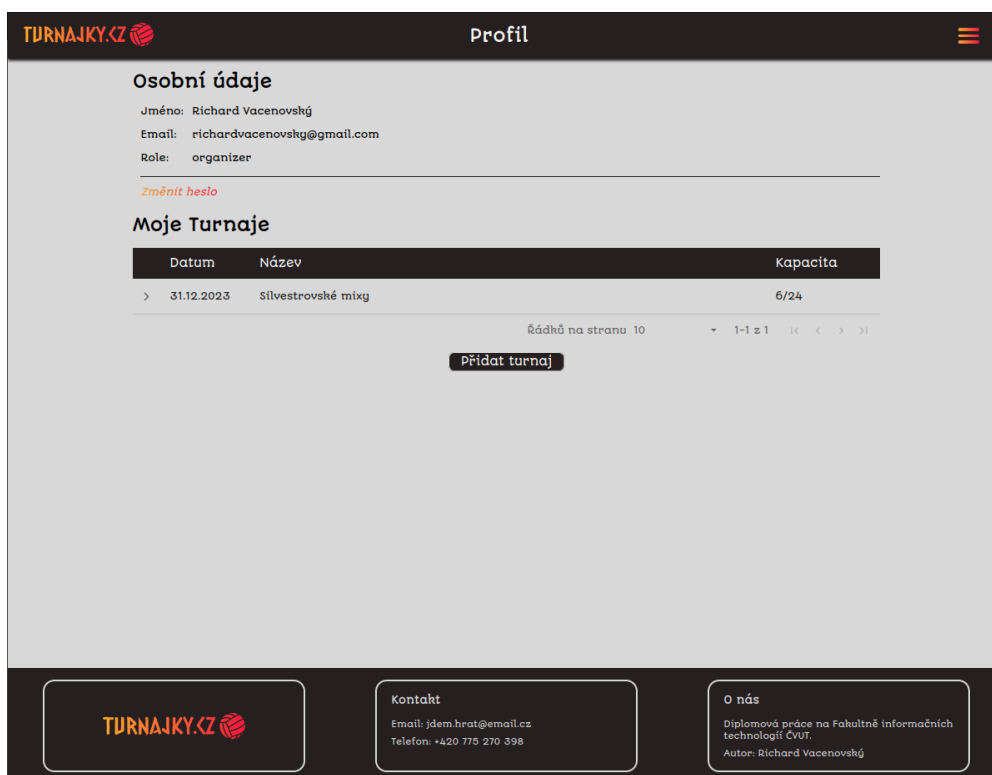 TURNAJKY.CZ
Profil
Osobní údaje
Jméno: Richard Vacenovský
Email: richardvacenovsky@gmail.com
Role: organizer
Změnit heslo
Moje Turnaje
Datum Název Kapacita
31.12.2023 Silvestrovské mixy 6/24
Řádků na stranu 10 1-1 z 1
Přidat turnaj
TURNAJKY.CZ
Kontakt
Email: jdem.hrat@email.cz
Telefon: +420 775 270 398
O nás
Diplomová práce na Fakultně informačních
technologíí ČVUT.
Autor: Richard Vacenovský